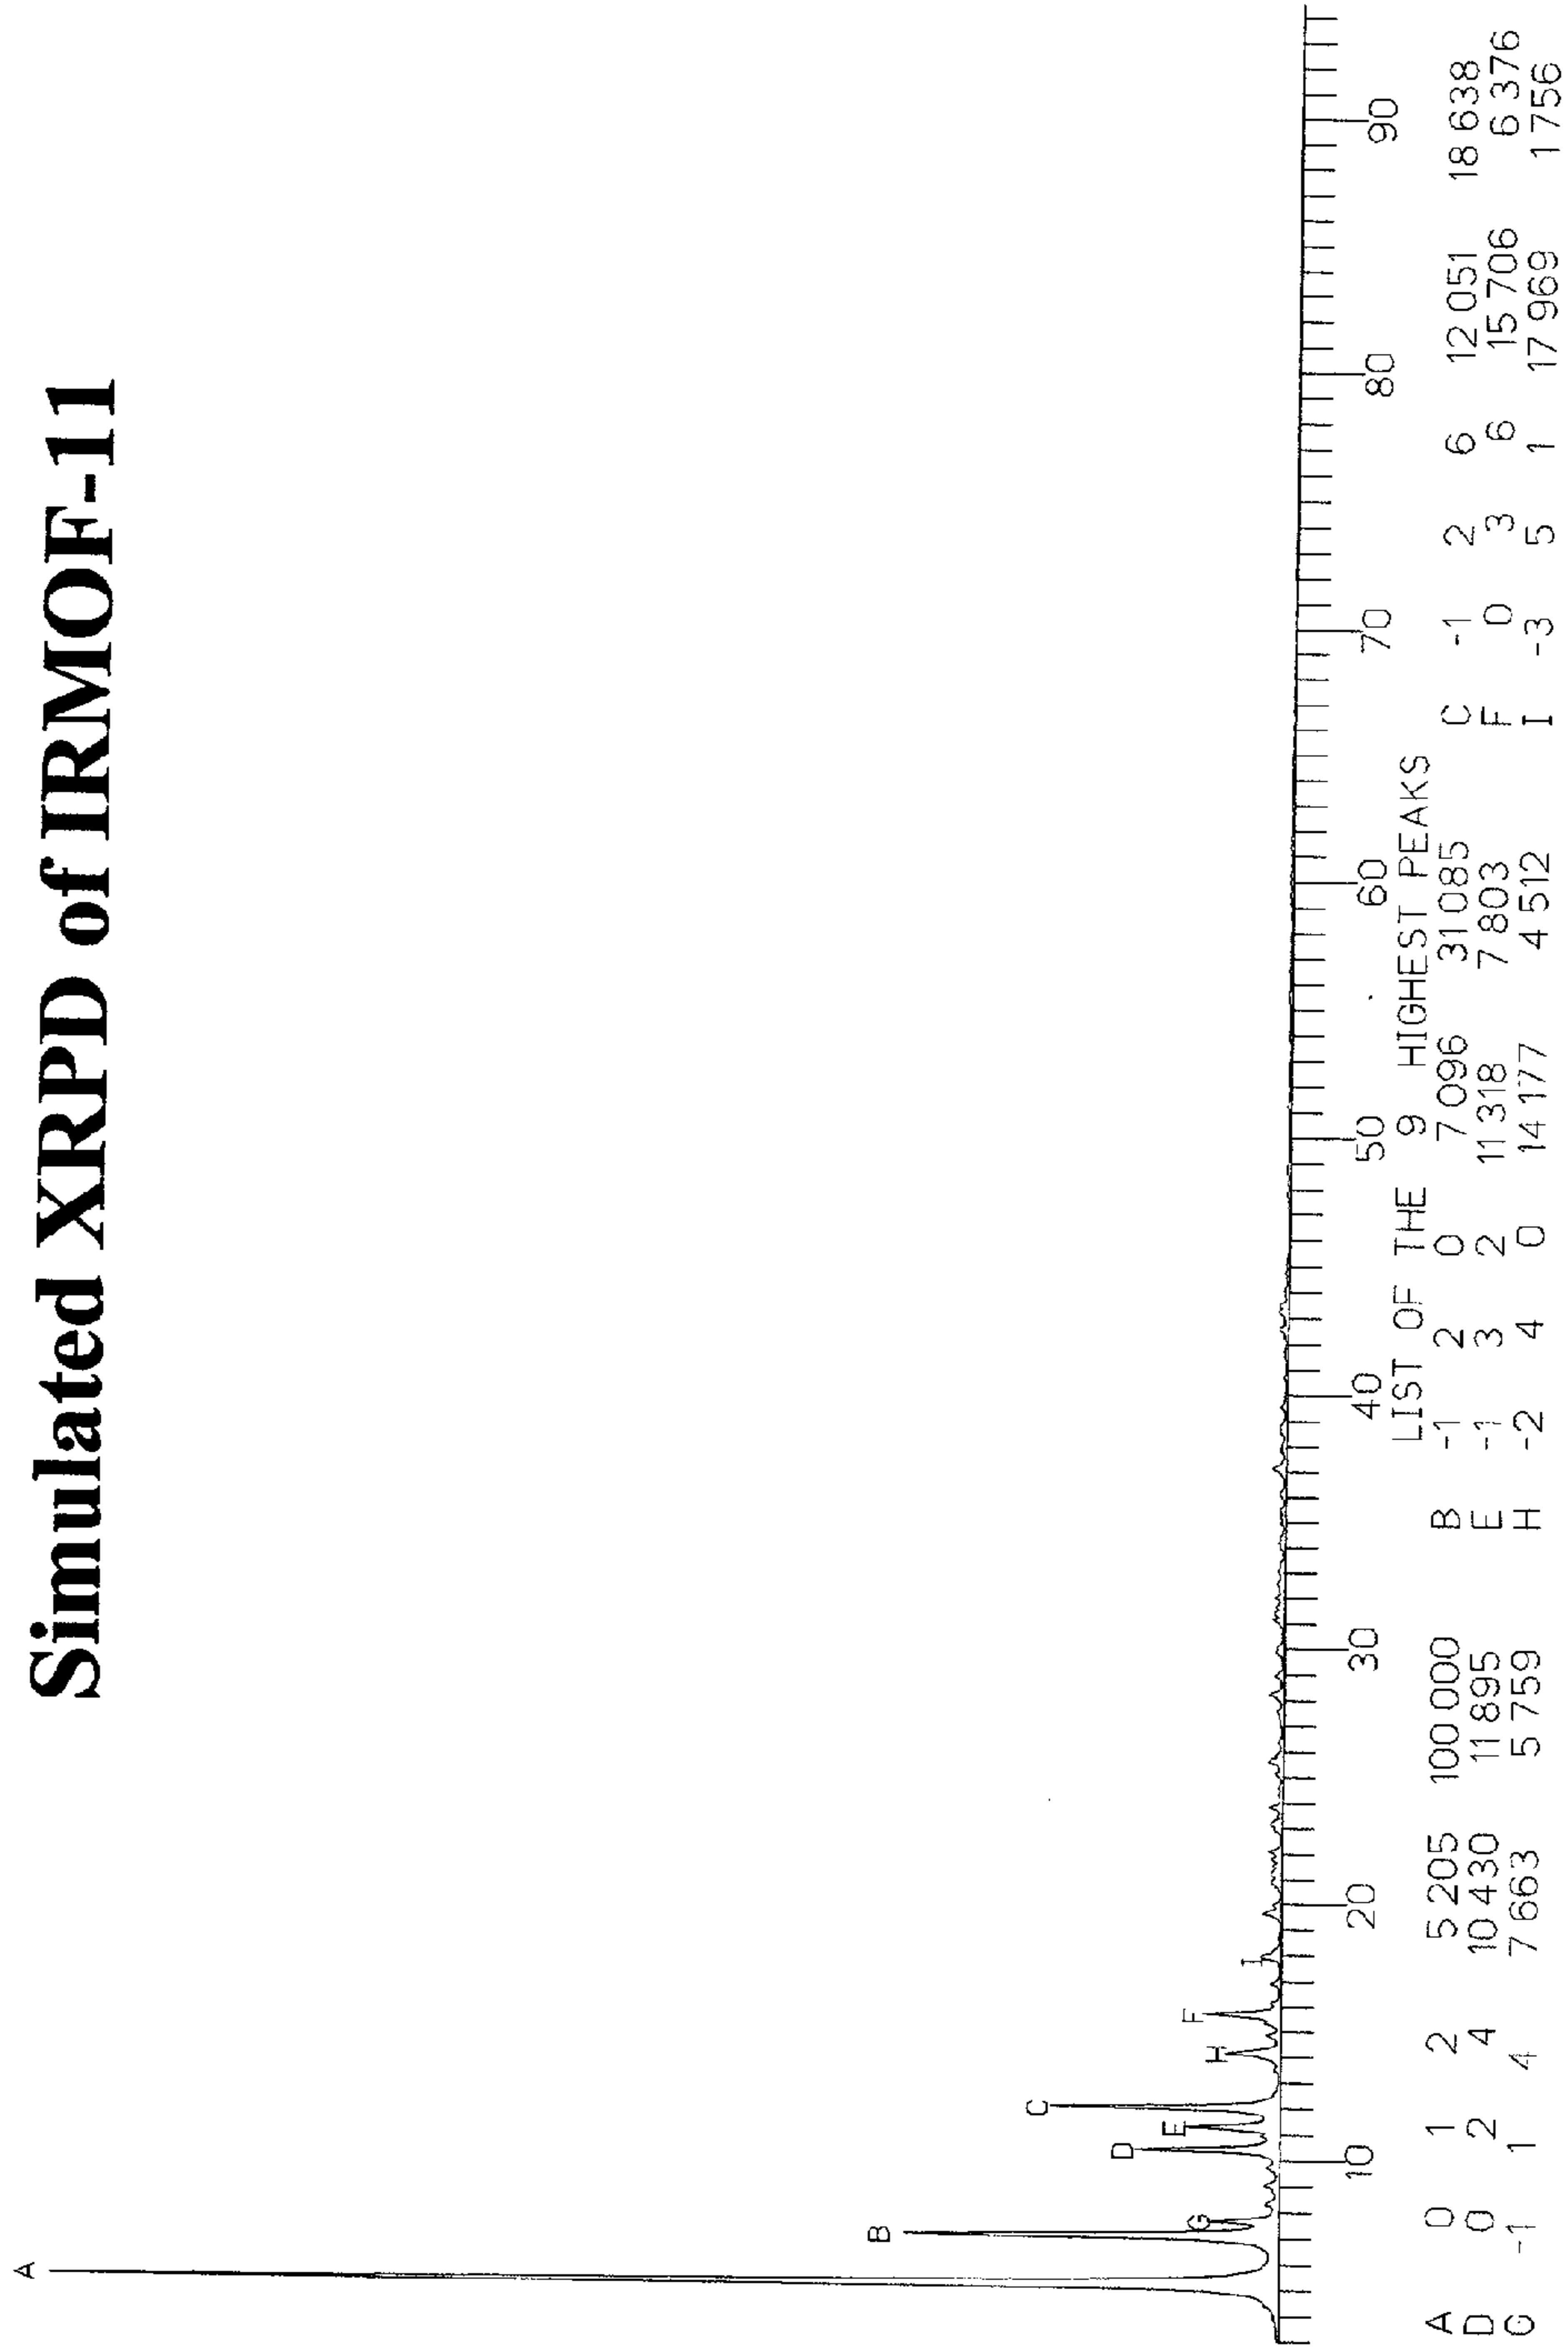 Simulated XRPD of IRMOF-11
A
B
G
D
E
C
H
F
I
10 20 30 40 50 60 70 80 90
LIST OF THE 9 HIGHEST PEAKS
A 0 1 2 5 205 100 000 B -1 2 0 7 096 31 085 C -1 2 6 12 051 18 638
D 0 2 4 10 430 11 895 E -1 3 2 11 318 7 803 F 0 3 6 15 706 6 376
G -1 1 4 7 663 5 759 H -2 4 0 14 177 4 512 I -3 5 1 17 969 1 756